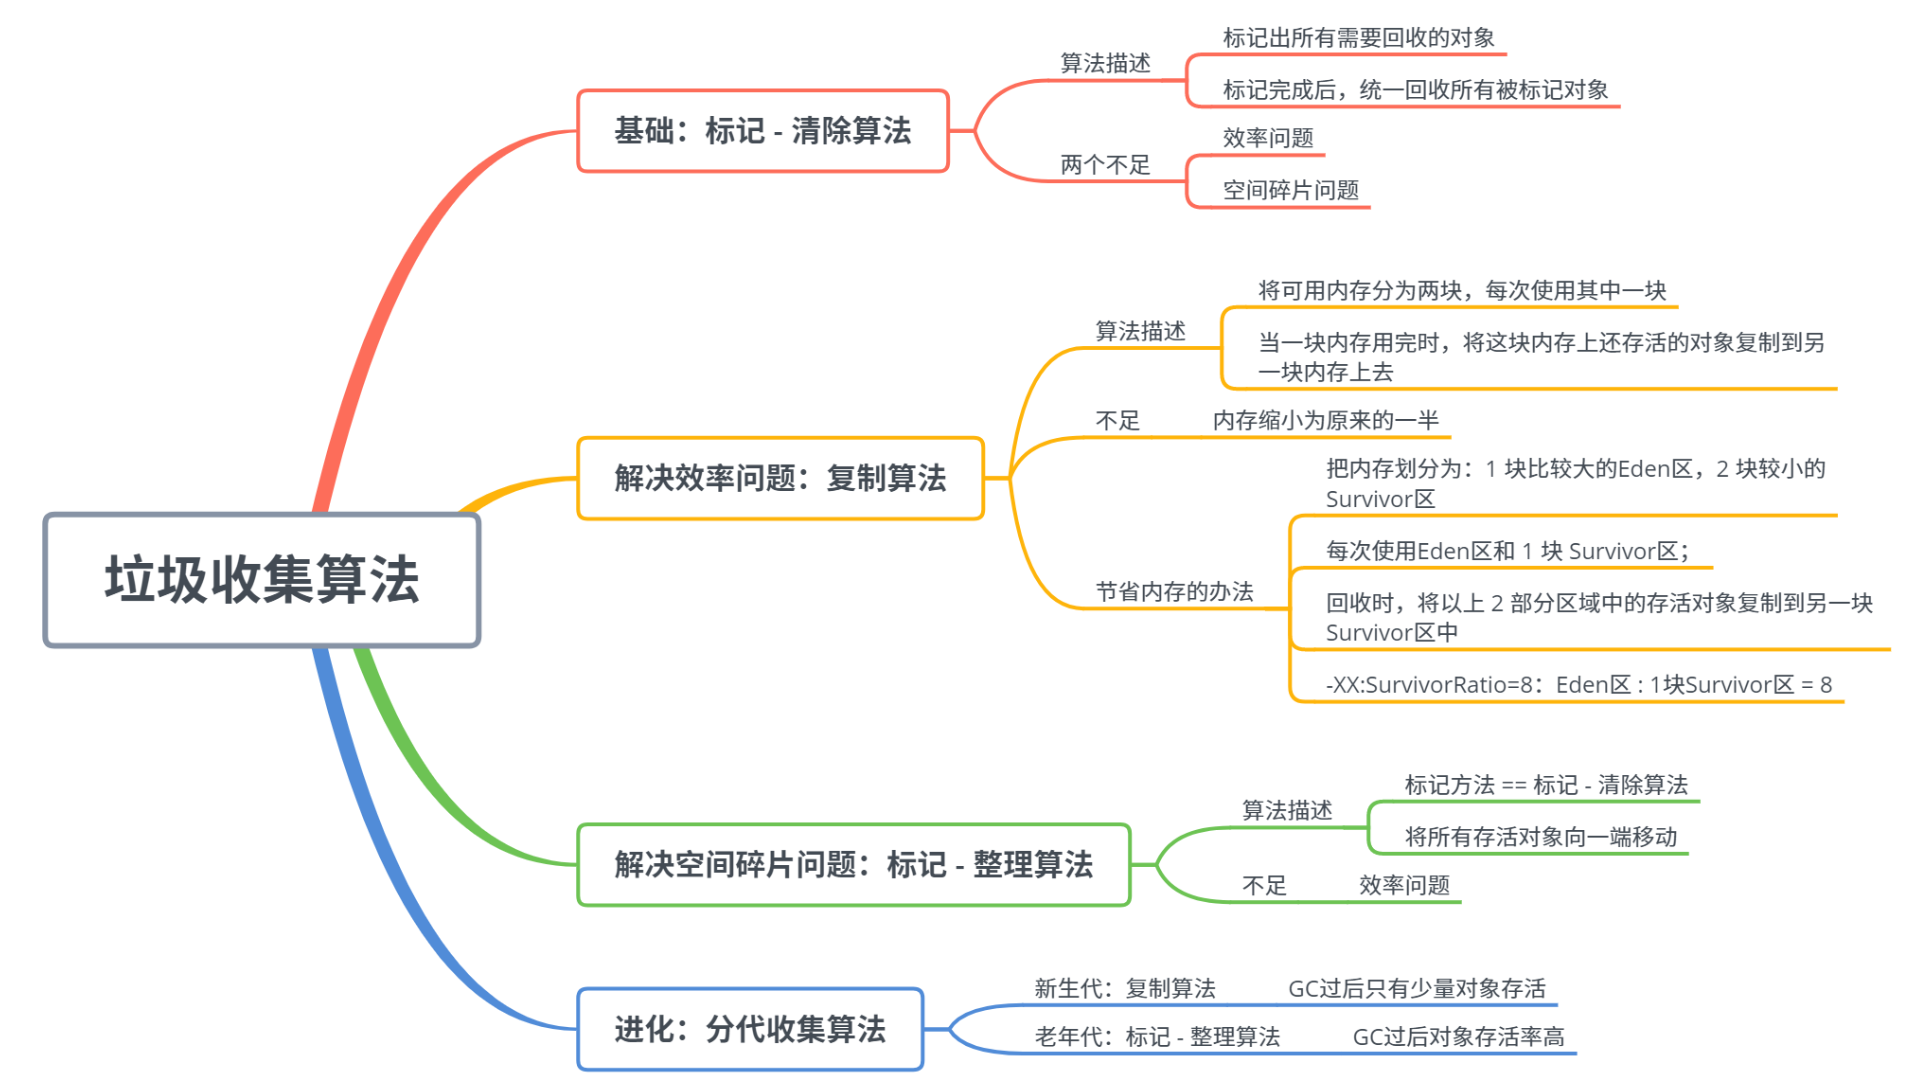 垃圾收集算法
基础：标记 - 清除算法
算法描述
标记出所有需要回收的对象
标记完成后，统一回收所有被标记对象
两个不足
效率问题
空间碎片问题
解决效率问题：复制算法
算法描述
将可用内存分为两块，每次使用其中一块
当一块内存用完时，将这块内存上还存活的对象复制到另
一块内存上去
不足
内存缩小为原来的一半
节省内存的办法
把内存划分为：1 块比较大的Eden区，2 块较小的
Survivor区
每次使用Eden区和 1 块 Survivor区；
回收时，将以上 2 部分区域中的存活对象复制到另一块
Survivor区中
-XX:SurvivorRatio=8：Eden区 : 1块Survivor区 = 8
解决空间碎片问题：标记 - 整理算法
算法描述
标记方法 == 标记 - 清除算法
将所有存活对象向一端移动
不足
效率问题
进化：分代收集算法
新生代：复制算法
GC过后只有少量对象存活
老年代：标记 - 整理算法
GC过后对象存活率高